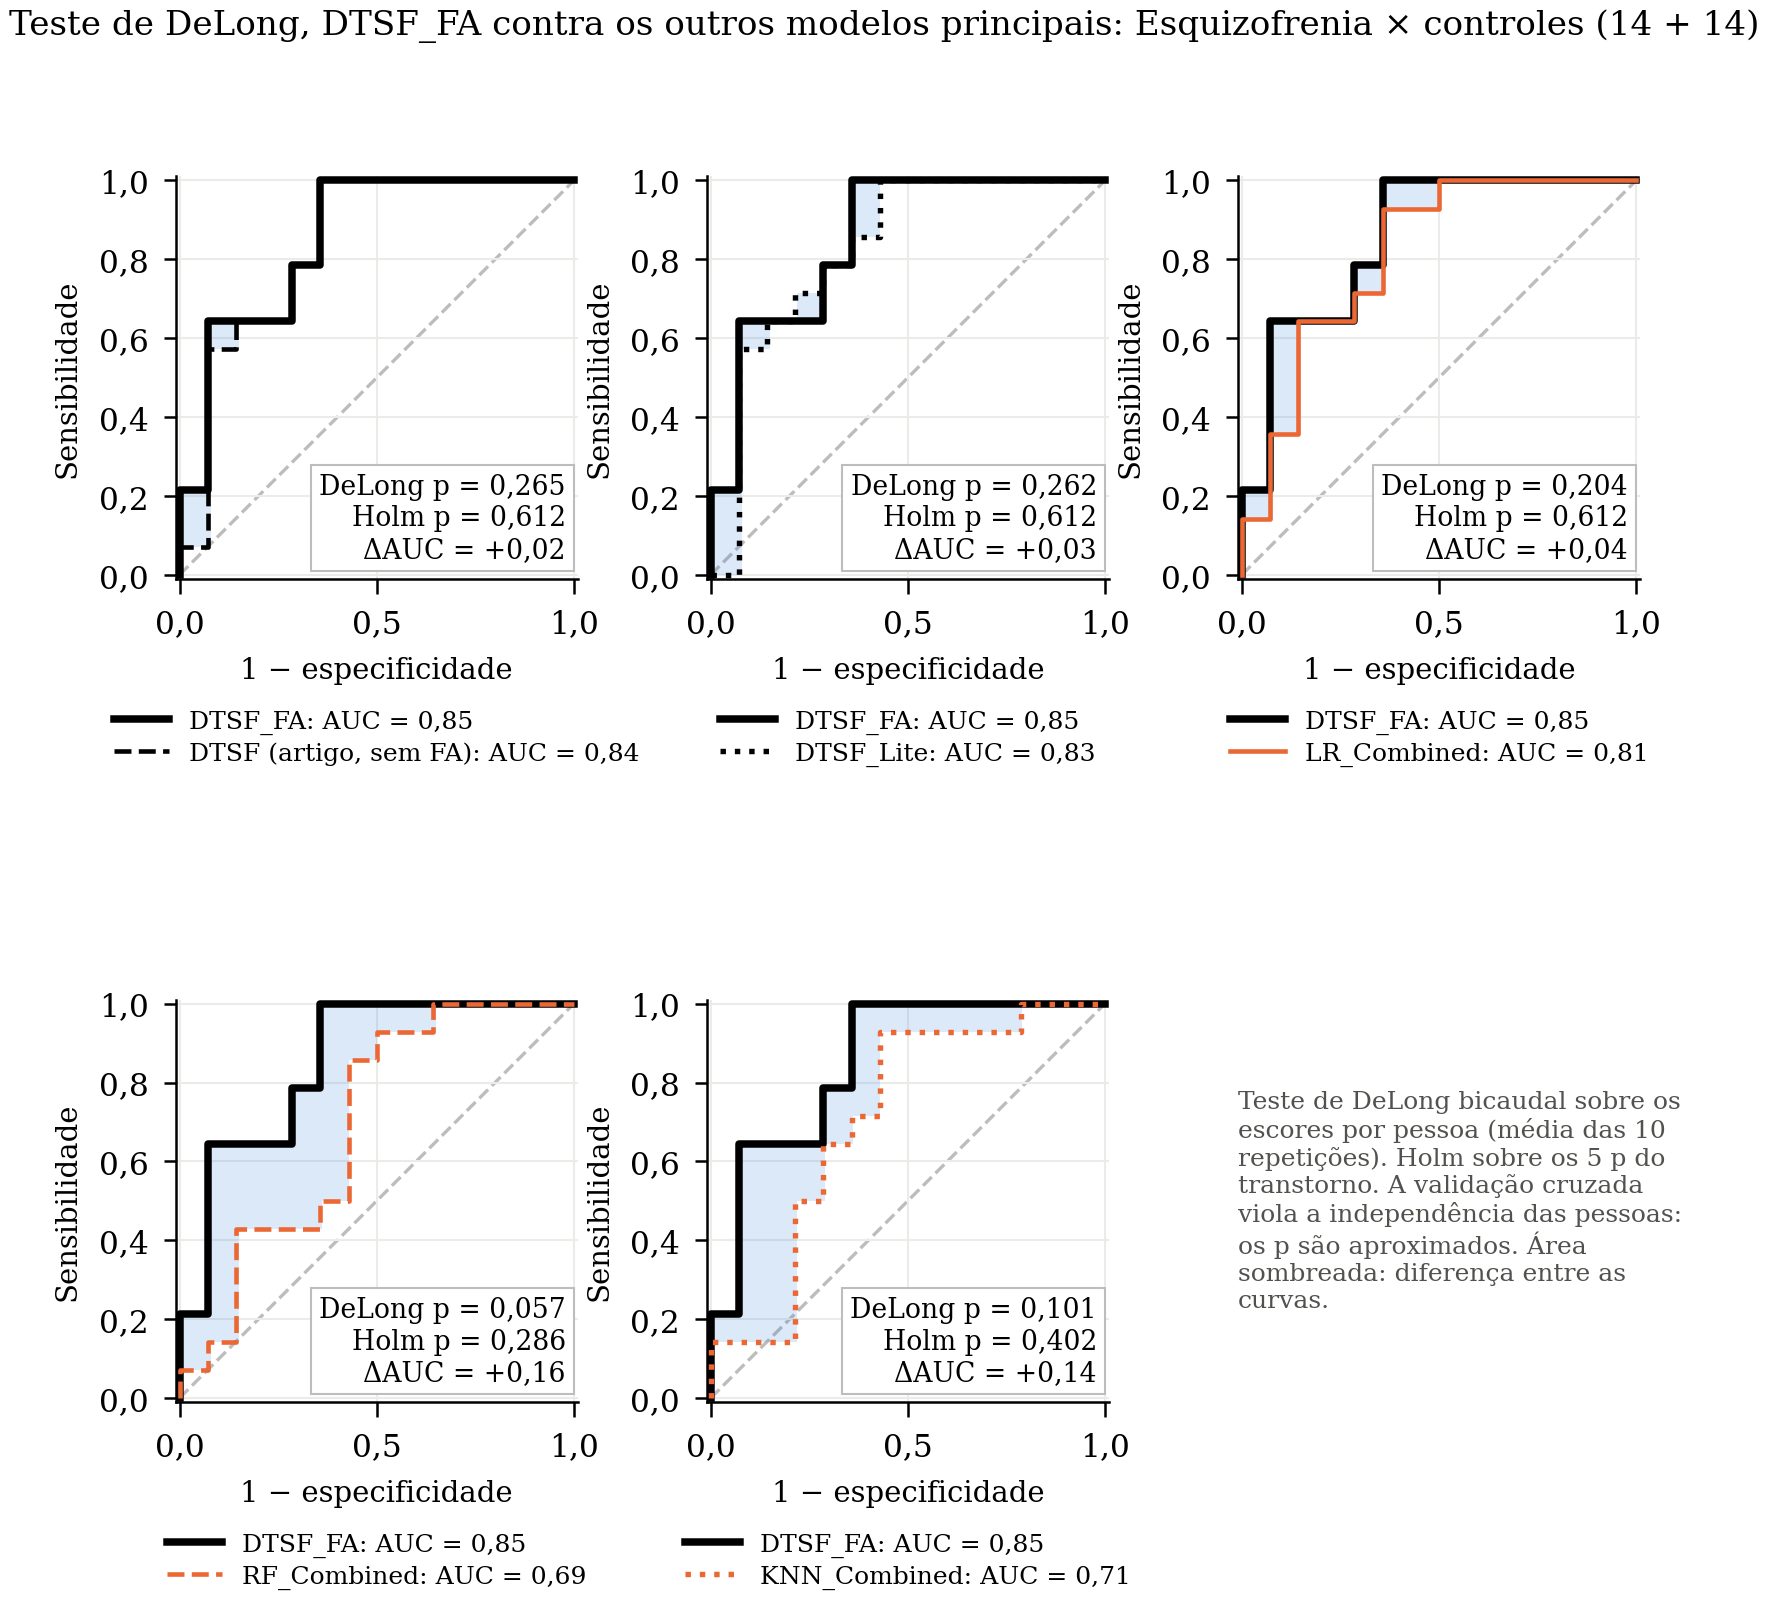 Teste de DeLong, DTSF_FA contra os outros modelos principais: Esquizofrenia × controles (14 + 14)
Sensibilidade
1,0
0,8
0,6
0,4
0,2
0,0
DeLong p = 0,265
Holm p = 0,612
ΔAUC = +0,02
0,0
0,5
1,0
1 − especificidade
DTSF_FA: AUC = 0,85
DTSF (artigo, sem FA): AUC = 0,84
Sensibilidade
1,0
0,8
0,6
0,4
0,2
0,0
DeLong p = 0,262
Holm p = 0,612
ΔAUC = +0,03
0,0
0,5
1,0
1 − especificidade
DTSF_FA: AUC = 0,85
DTSF_Lite: AUC = 0,83
Sensibilidade
1,0
0,8
0,6
0,4
0,2
0,0
DeLong p = 0,204
Holm p = 0,612
ΔAUC = +0,04
0,0
0,5
1,0
1 − especificidade
DTSF_FA: AUC = 0,85
LR_Combined: AUC = 0,81
Sensibilidade
1,0
0,8
0,6
0,4
0,2
0,0
DeLong p = 0,057
Holm p = 0,286
ΔAUC = +0,16
0,0
0,5
1,0
1 − especificidade
DTSF_FA: AUC = 0,85
RF_Combined: AUC = 0,69
Sensibilidade
1,0
0,8
0,6
0,4
0,2
0,0
DeLong p = 0,101
Holm p = 0,402
ΔAUC = +0,14
0,0
0,5
1,0
1 − especificidade
DTSF_FA: AUC = 0,85
KNN_Combined: AUC = 0,71
Teste de DeLong bicaudal sobre os
escores por pessoa (média das 10
repetições). Holm sobre os 5 p do
transtorno. A validação cruzada
viola a independência das pessoas:
os p são aproximados. Área
sombreada: diferença entre as
curvas.